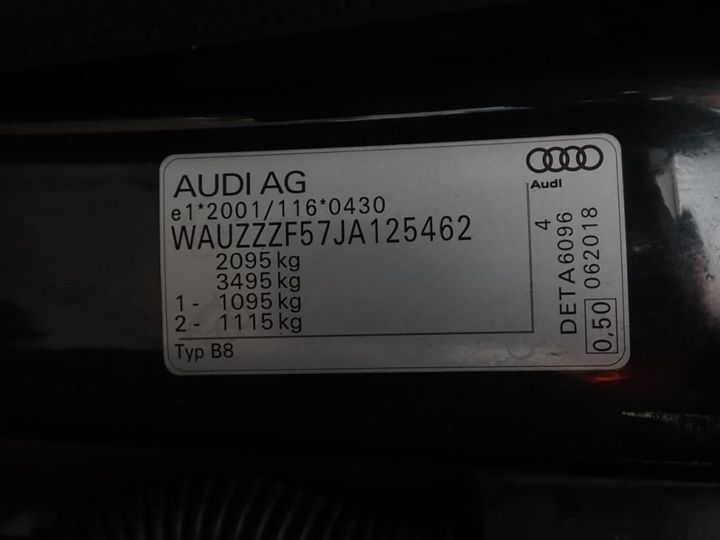 AUDI AG
Audi
e1*2001/116*0430
WAUZZZF57JA125462
2095 kg
3495 kg
1- 1095 kg
2- 1115 kg
Typ B8
4
DETA6096
062018
0,50